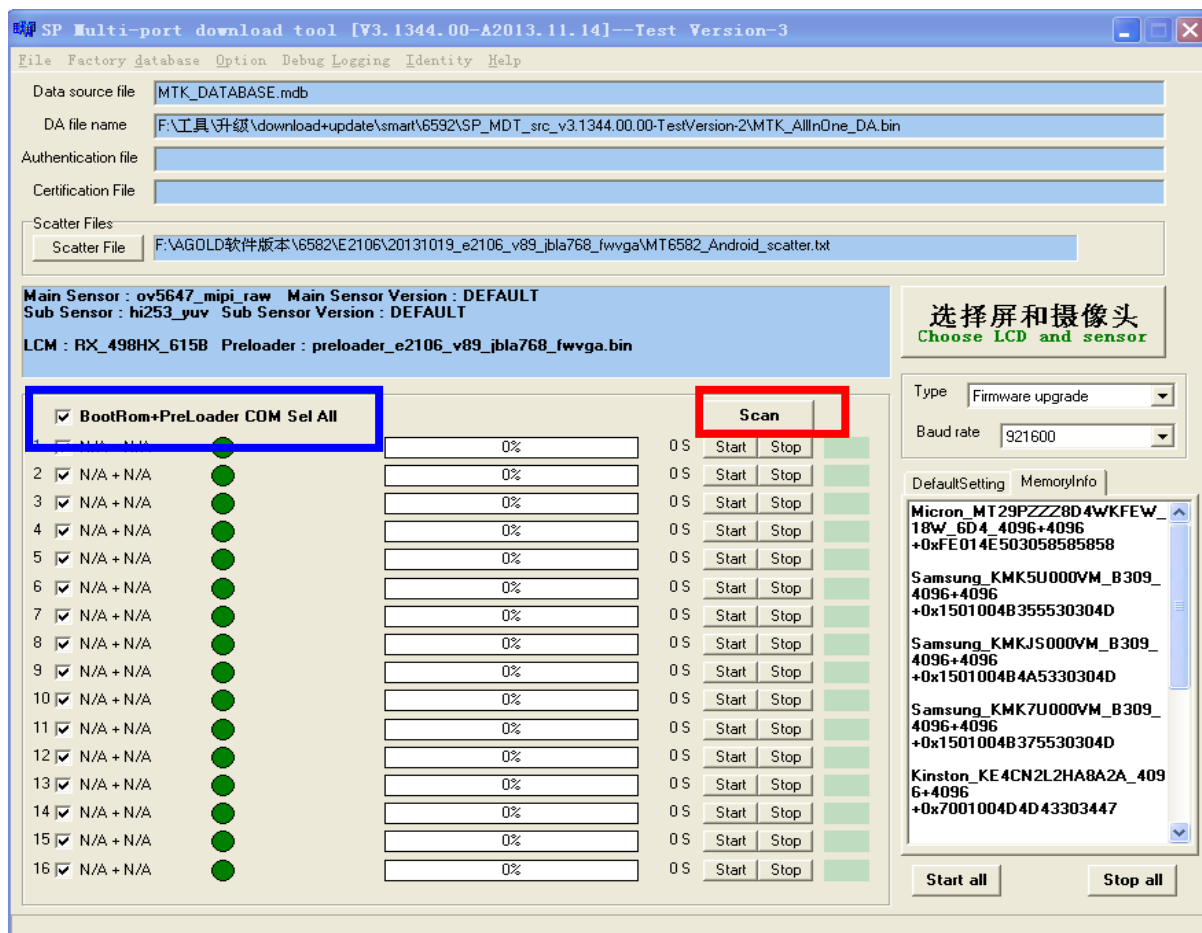 SP Multi-port download tool [V3.1344.00-A2013.11.14]--Test Version-3
File Factory database Option Debug Logging Identity Help
Data source file MTK_DATABASE.mdb
DA file name F:\工具\升级\download+update\smart\6592\SP_MDT_src_v3.1344.00.00-TestVersion-2\MTK_AllInOne_DA.bin
Authentication file
Certification File
Scatter Files
Scatter File F:\AGOLD软件版本\6582\E2106\20131019_e2106_v89_jbla768_fwvga\MT6582_Android_scatter.txt
Main Sensor : ov5647_mipi_raw Main Sensor Version : DEFAULT
Sub Sensor : hi253_yuv Sub Sensor Version : DEFAULT
LCM : RX_498HX_615B Preloader : preloader_e2106_v89_jbla768_fwvga.bin
选择屏和摄像头
Choose LCD and sensor
BootRom+PreLoader COM Sel All Scan
1 N/A + N/A 0% 0 S Start Stop
2 N/A + N/A 0% 0 S Start Stop
3 N/A + N/A 0% 0 S Start Stop
4 N/A + N/A 0% 0 S Start Stop
5 N/A + N/A 0% 0 S Start Stop
6 N/A + N/A 0% 0 S Start Stop
7 N/A + N/A 0% 0 S Start Stop
8 N/A + N/A 0% 0 S Start Stop
9 N/A + N/A 0% 0 S Start Stop
10 N/A + N/A 0% 0 S Start Stop
11 N/A + N/A 0% 0 S Start Stop
12 N/A + N/A 0% 0 S Start Stop
13 N/A + N/A 0% 0 S Start Stop
14 N/A + N/A 0% 0 S Start Stop
15 N/A + N/A 0% 0 S Start Stop
16 N/A + N/A 0% 0 S Start Stop
Type Firmware upgrade
Baud rate 921600
DefaultSetting MemoryInfo
Micron_MT29PZZZ8D4WKFEW_
18W_6D4_4096+4096
+0xFE014E503058585858
Samsung_KMK5U000VM_B309_
4096+4096
+0x1501004B355530304D
Samsung_KMKJS000VM_B309_
4096+4096
+0x1501004B4A5330304D
Samsung_KMK7U000VM_B309_
4096+4096
+0x1501004B375530304D
Kinston_KE4CN2L2HA8A2A_409
6+4096
+0x7001004D4D43303447
Start all Stop all